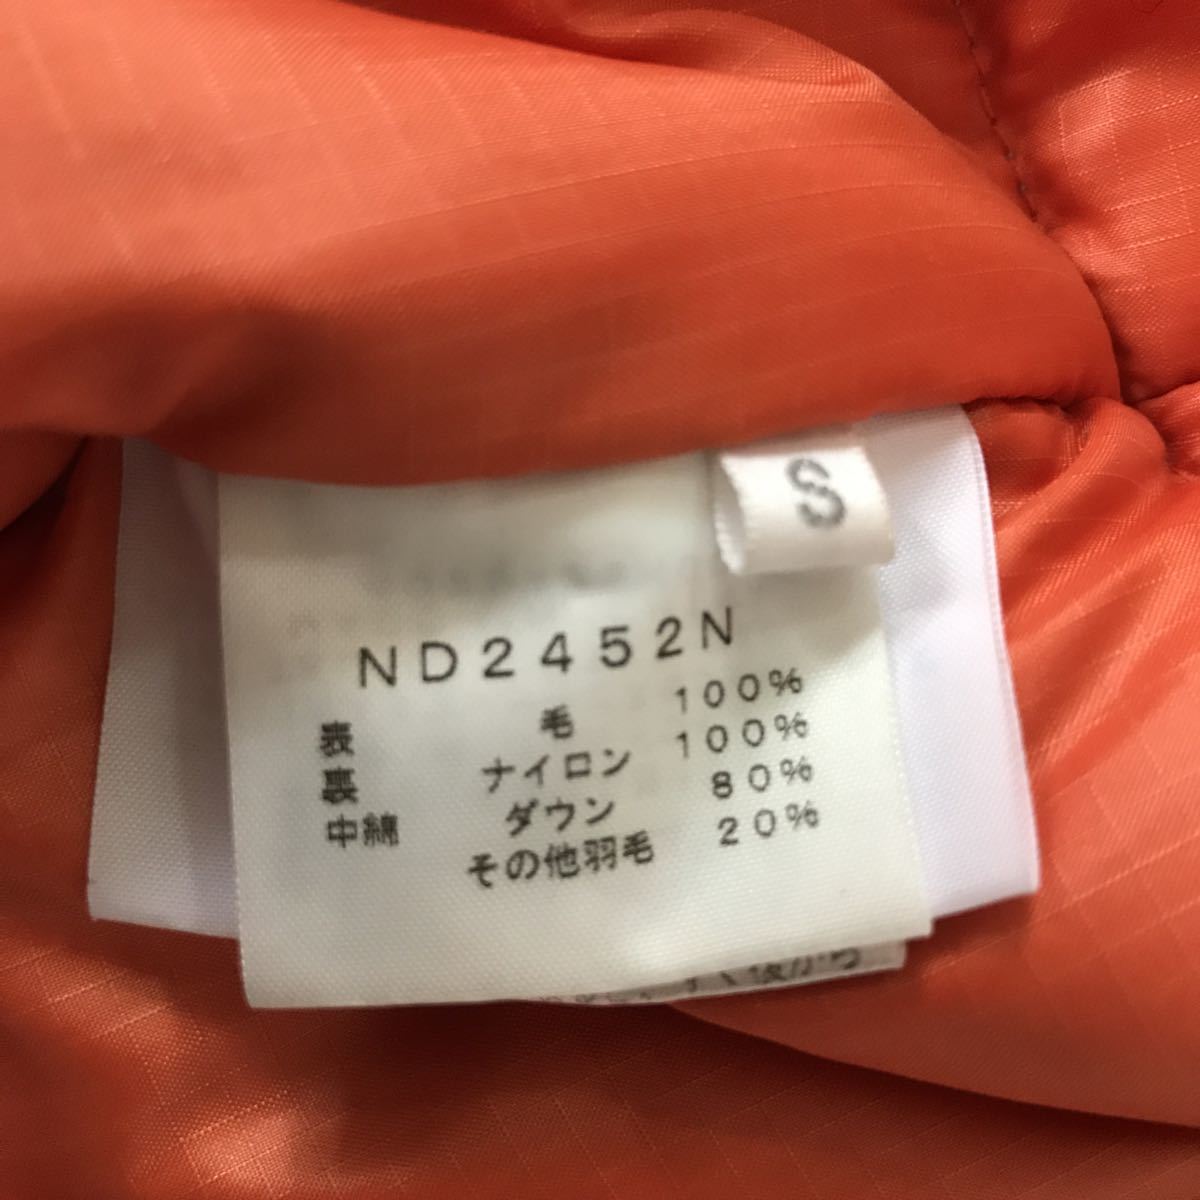 S
ND2452N
表 毛 100%
裏 ナイロン 100%
中綿 ダウン 80%
その他羽毛 20%